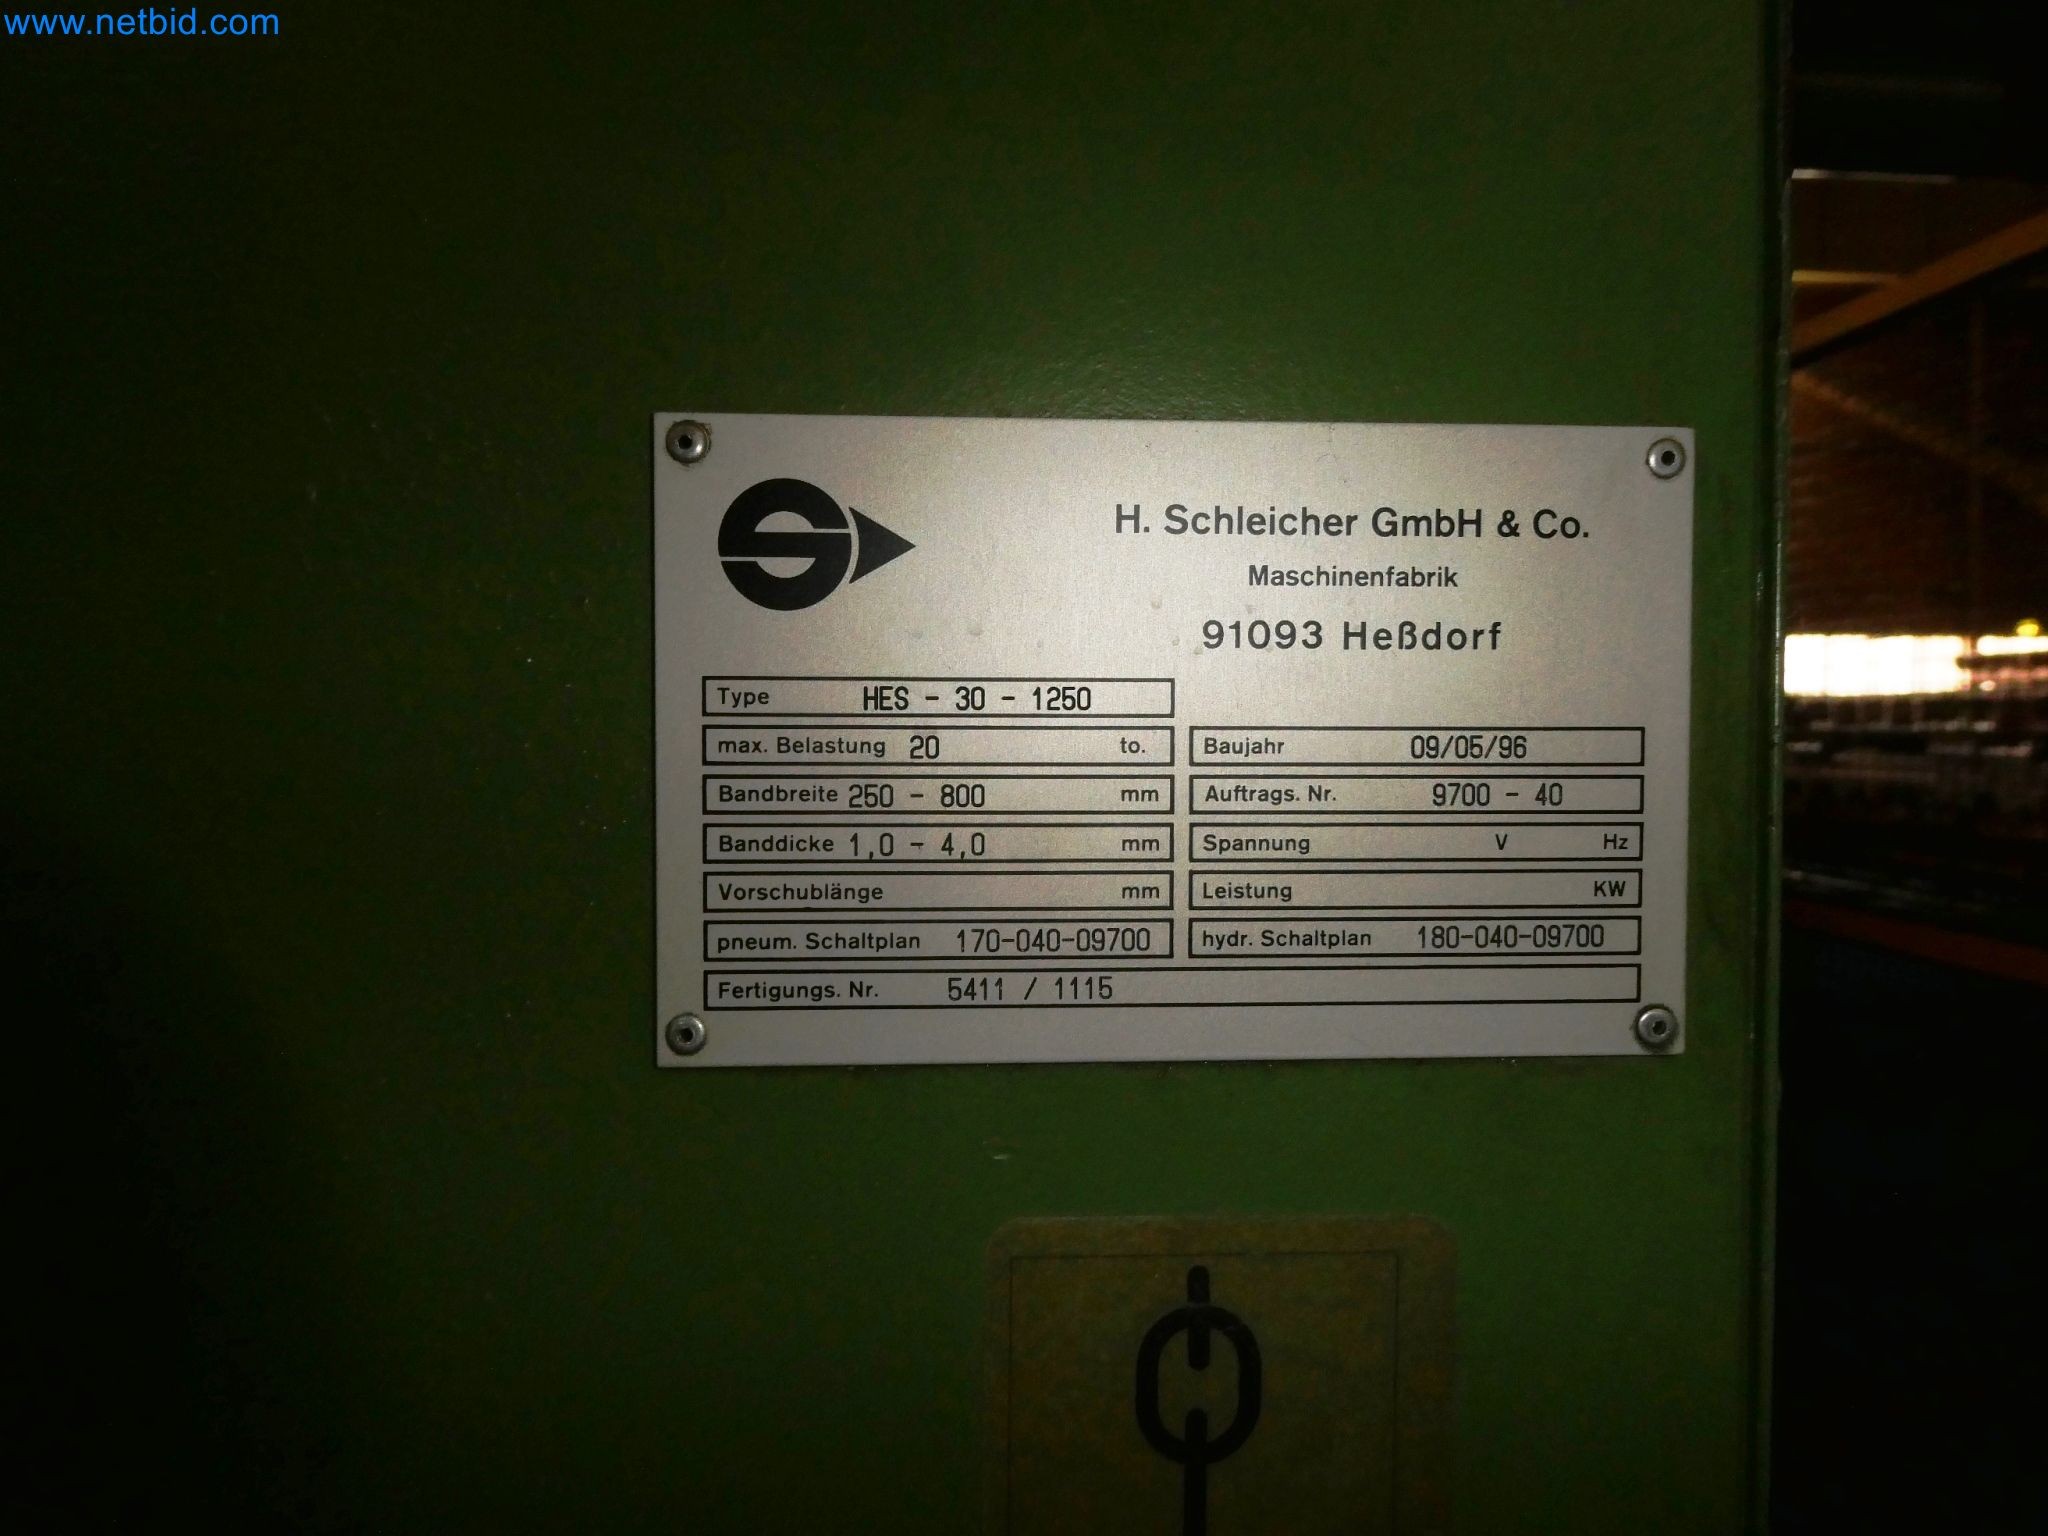 www.netbid.com
H. Schleicher GmbH & Co.
Maschinenfabrik
91093 Heßdorf
Type HES - 30 - 1250
max. Belastung 20 to. Baujahr 09/05/96
Bandbreite 250 - 800 mm Auftrags. Nr. 9700 - 40
Banddicke 1,0 - 4,0 mm Spannung V Hz
Vorschublänge mm Leistung KW
pneum. Schaltplan 170-040-09700 hydr. Schaltplan 180-040-09700
Fertigungs. Nr. 5411 / 1115